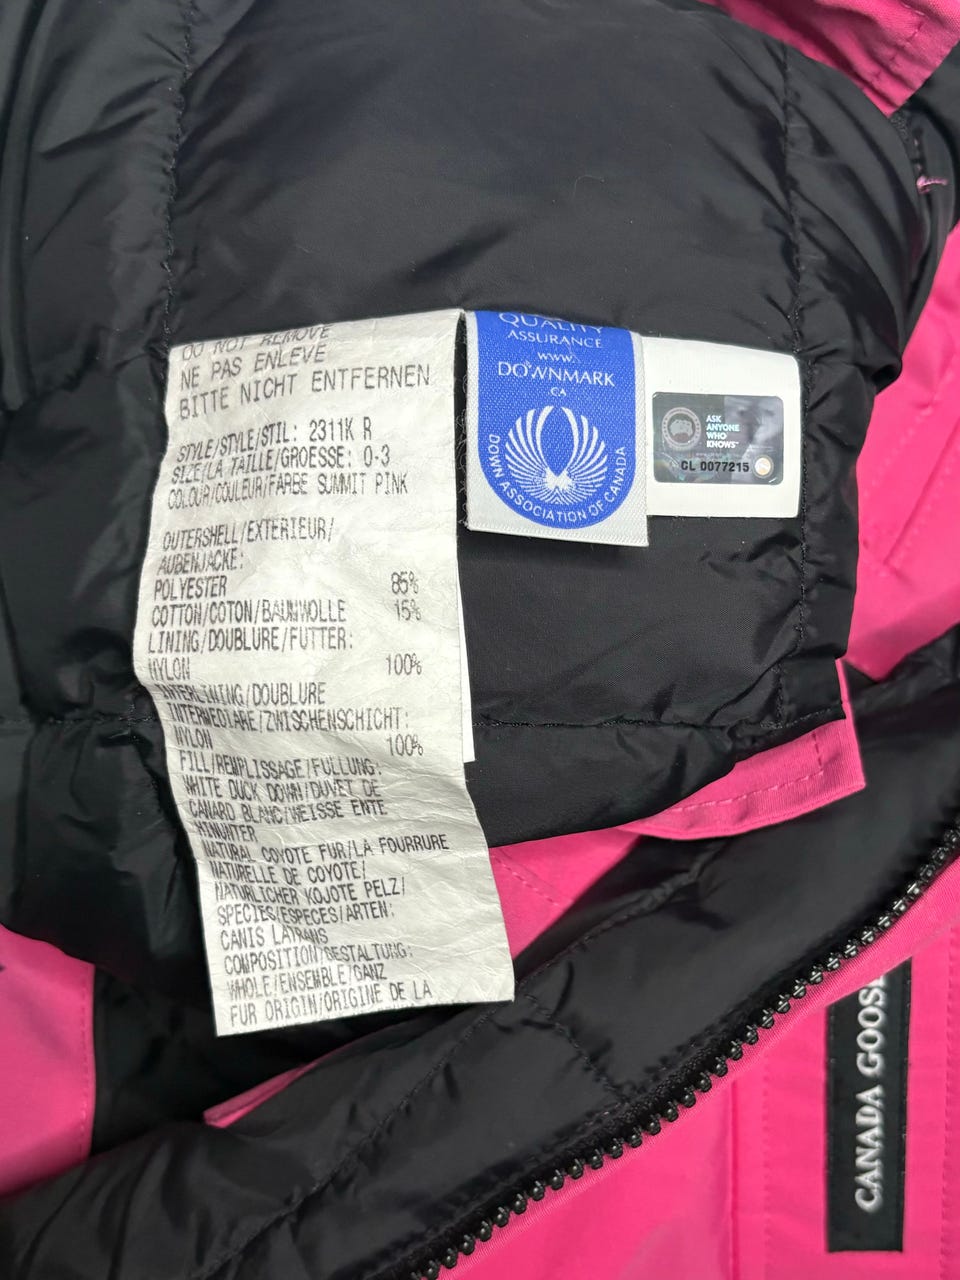 DO NOT REMOVE
NE PAS ENLEVE
BITTE NICHT ENTFERNEN
STYLE/STYLE/STIL: 2311K R
SIZE/LA TAILLE/GROESSE: 0-3
COLOUR/COULEUR/FARBE SUMMIT PINK
OUTERSHELL/EXTERIEUR/
AUBENJACKE:
POLYESTER 85%
COTTON/COTON/BAUMWOLLE 15%
LINING/DOUBLURE/FUTTER:
NYLON 100%
INTERLINING/DOUBLURE
INTERMEDIARE/ZWISCHENSCHICHT:
NYLON 100%
FILL/REMPLISSAGE/FULLUNG:
WHITE DUCK DOWN/DUVET DE
CANARD BLANC/WEISSE ENTE
NATURAL COYOTE FUR/LA FOURRURE
NATURELLE DE COYOTE/
NATURLICHER KOJOTE PELZ/
SPECIES/ESPECES/ARTEN:
CANIS LATRANS
COMPOSITION/GESTALTUNG:
WHOLE/ENSEMBLE/GANZ
FUR ORIGIN/ORIGINE DE LA
QUALITY
ASSURANCE
www.
DOWNMARK
CA
DOWN ASSOCIATION OF CANADA
ASK
ANYONE
WHO
KNOWS™
CL 0077215
CANADA GOOSE